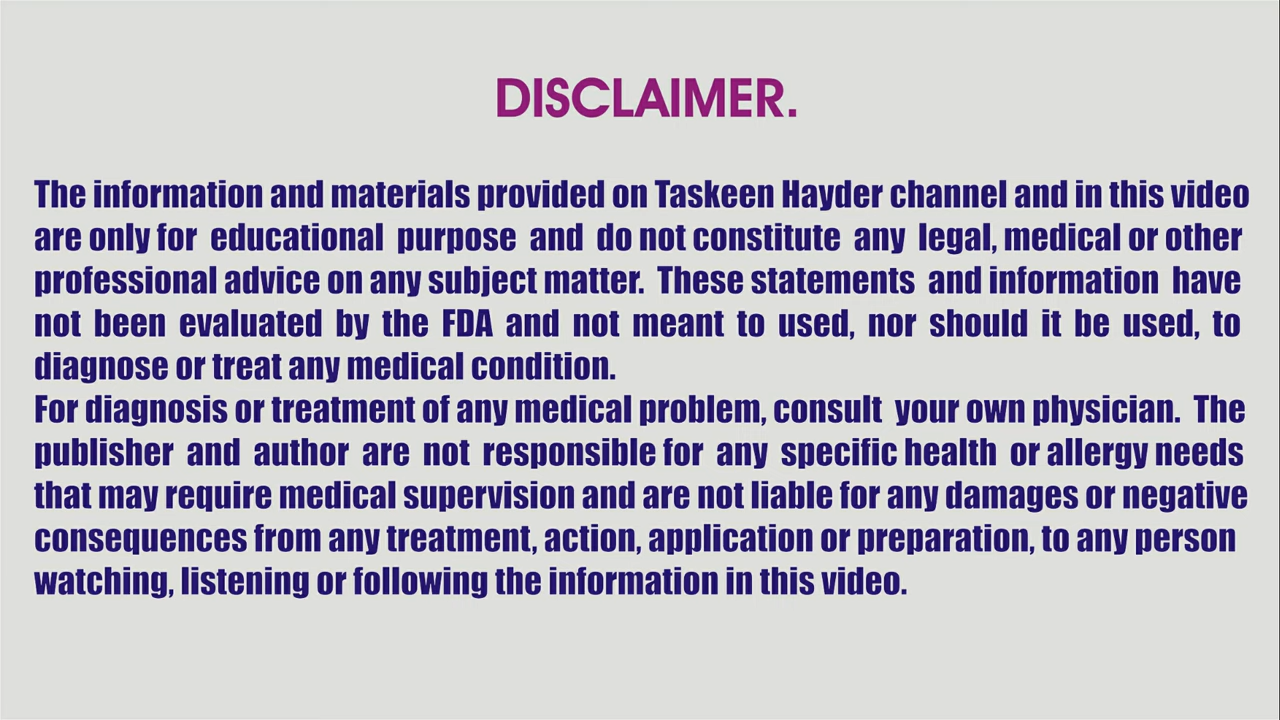 DISCLAIMER.
The information and materials provided on Taskeen Hayder channel and in this video
are only for educational purpose and do not constitute any legal, medical or other
professional advice on any subject matter. These statements and information have
not been evaluated by the FDA and not meant to used, nor should it be used, to
diagnose or treat any medical condition.
For diagnosis or treatment of any medical problem, consult your own physician. The
publisher and author are not responsible for any specific health or allergy needs
that may require medical supervision and are not liable for any damages or negative
consequences from any treatment, action, application or preparation, to any person
watching, listening or following the information in this video.